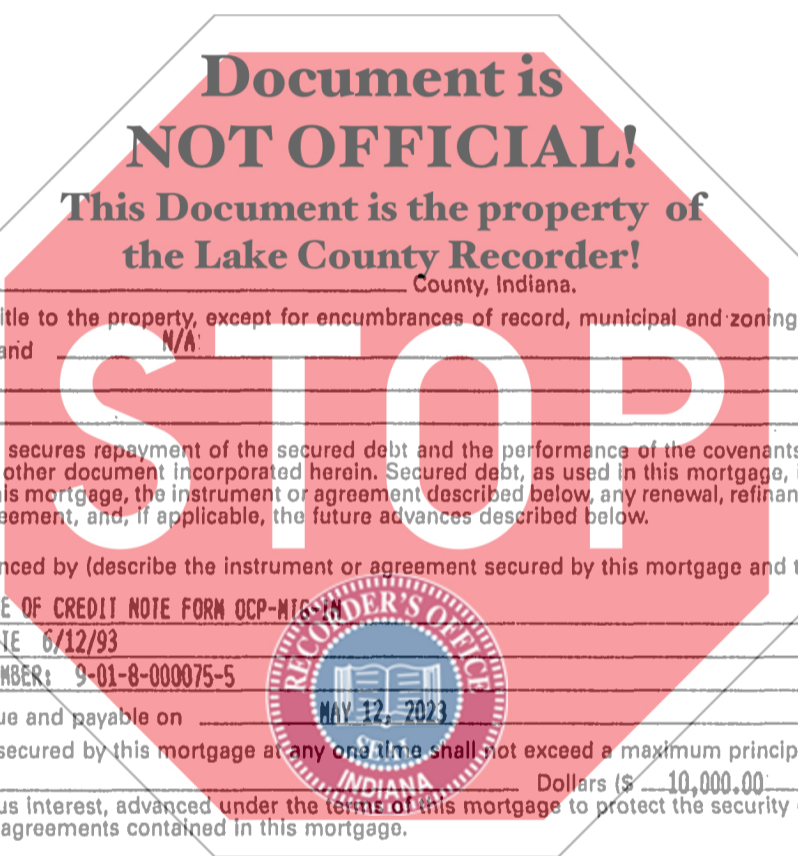 Document is
NOT OFFICIAL!
This Document is the property of
the Lake County Recorder!
County, Indiana.
itle to the property, except for encumbrances of record, municipal and zoning
and N/A
STOP
secures repayment of the secured debt and the performance of the covenants
other document incorporated herein. Secured debt, as used in this mortgage,
is mortgage, the instrument or agreement described below, any renewal, refinan
eement, and, if applicable, the future advances described below.
nced by (describe the instrument or agreement secured by this mortgage and t
E OF CREDIT NOTE FORM OCP-MTG-IN
TE 6/12/93
MBER: 9-01-8-000075-5
ue and payable on MAY 12, 2023
secured by this mortgage at any one time shall not exceed a maximum princip
Dollars ($ 10,000.00
us interest, advanced under the terms of this mortgage to protect the security
agreements contained in this mortgage.
RECORDER'S OFFICE
SEAL
INDIANA